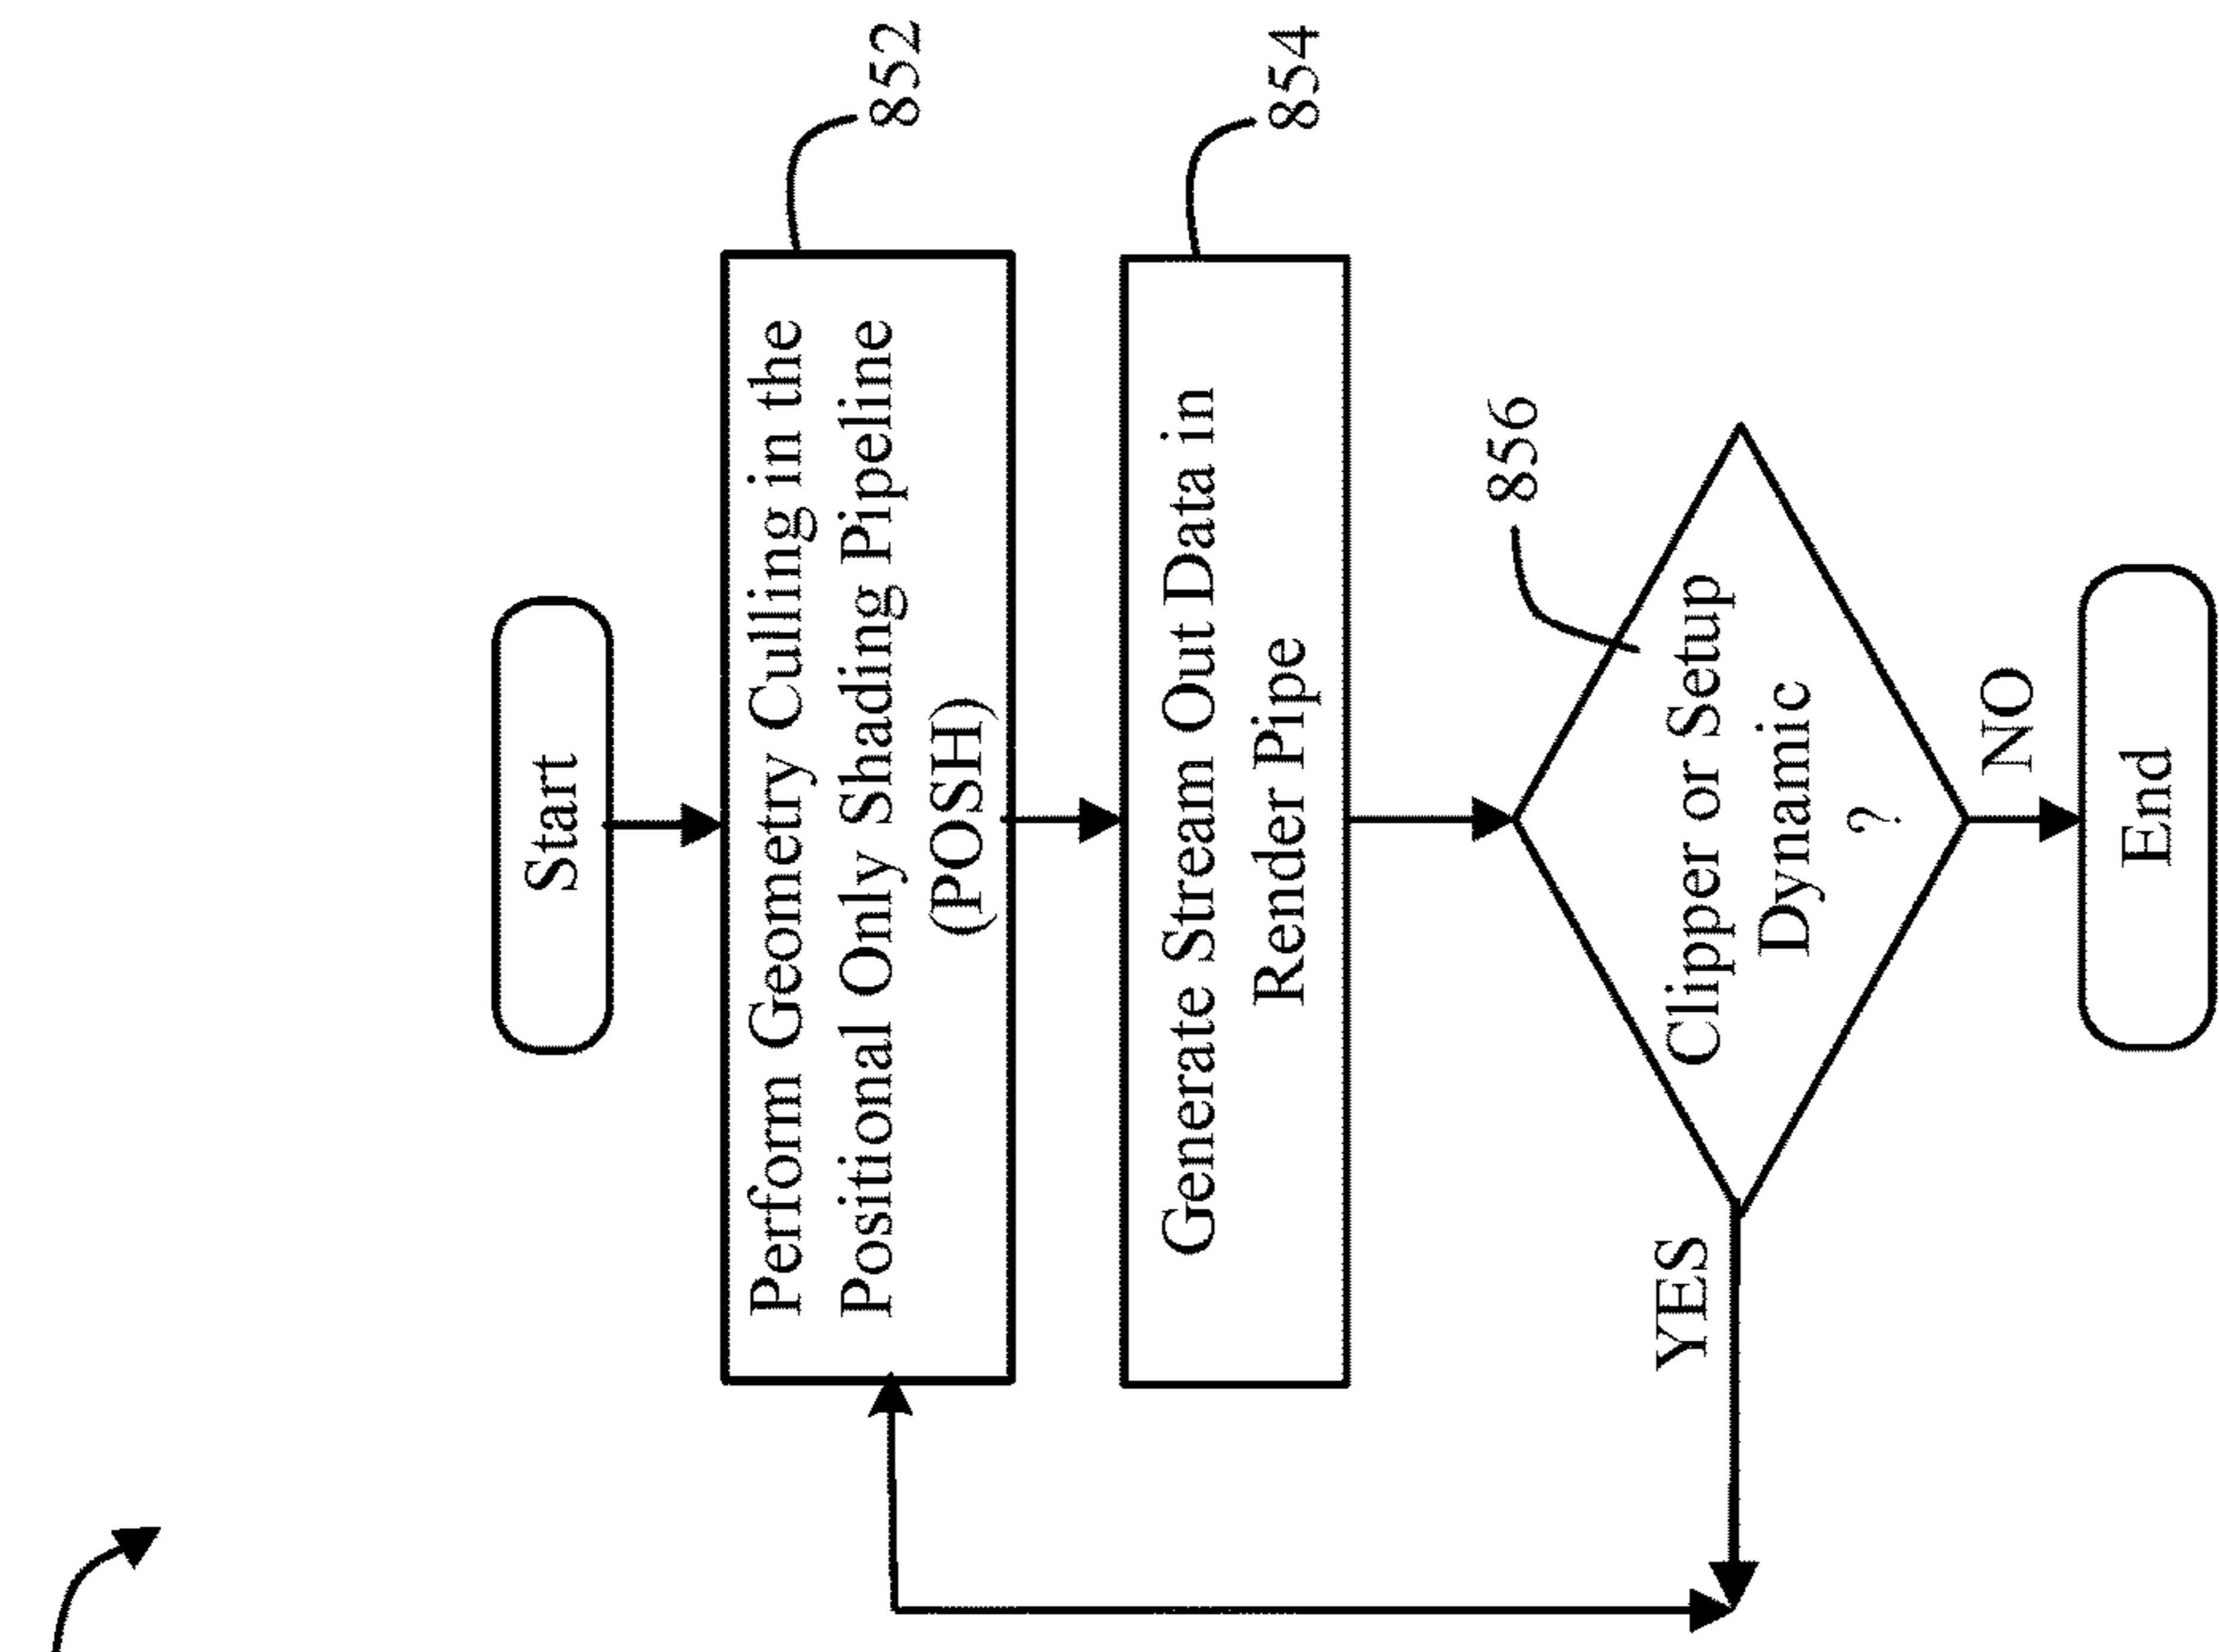 Start
Perform Geometry Culling in the
Positional Only Shading Pipeline
(POSH)
852
Generate Stream Out Data in
Render Pipe
854
856
Clipper or Setup
Dynamic
?
YES
NO
End